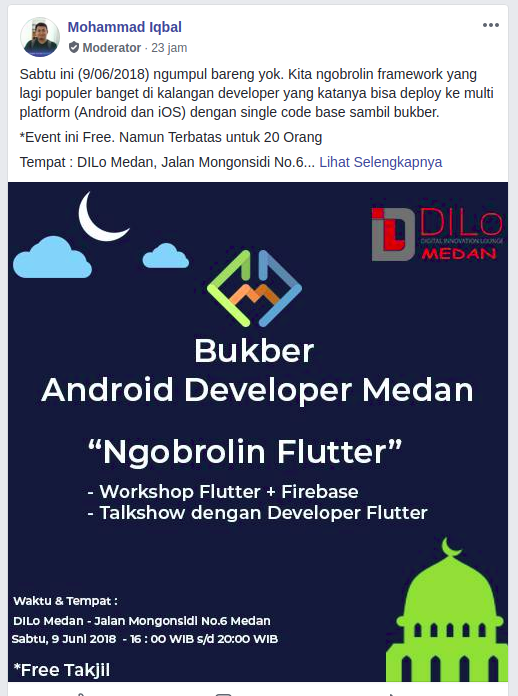 Mohammad Iqbal
Moderator · 23 jam
Sabtu ini (9/06/2018) ngumpul bareng yok. Kita ngobrolin framework yang
lagi populer banget di kalangan developer yang katanya bisa deploy ke multi
platform (Android dan iOS) dengan single code base sambil bukber.
*Event ini Free. Namun Terbatas untuk 20 Orang
Tempat : DILo Medan, Jalan Mongonsidi No.6... Lihat Selengkapnya
DILo
DIGITAL INNOVATION LOUNGE
MEDAN
Bukber
Android Developer Medan
“Ngobrolin Flutter”
- Workshop Flutter + Firebase
- Talkshow dengan Developer Flutter
Waktu & Tempat :
DILo Medan - Jalan Mongonsidi No.6 Medan
Sabtu, 9 Juni 2018 - 16 : 00 WIB s/d 20:00 WIB
*Free Takjil